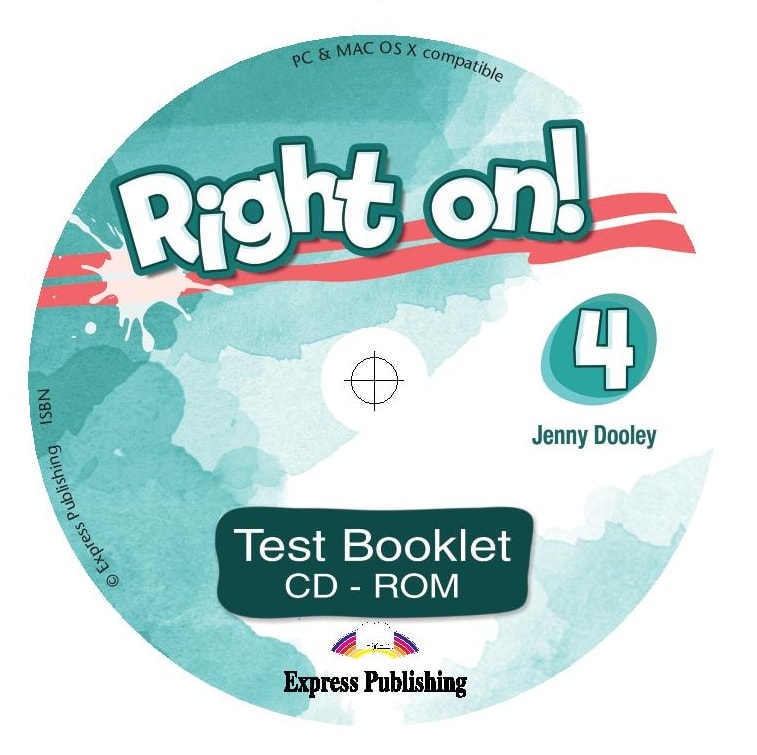 PC & MAC OS X compatible
Right on!
4
Jenny Dooley
ISBN
© Express Publishing
Test Booklet
CD - ROM
Express Publishing